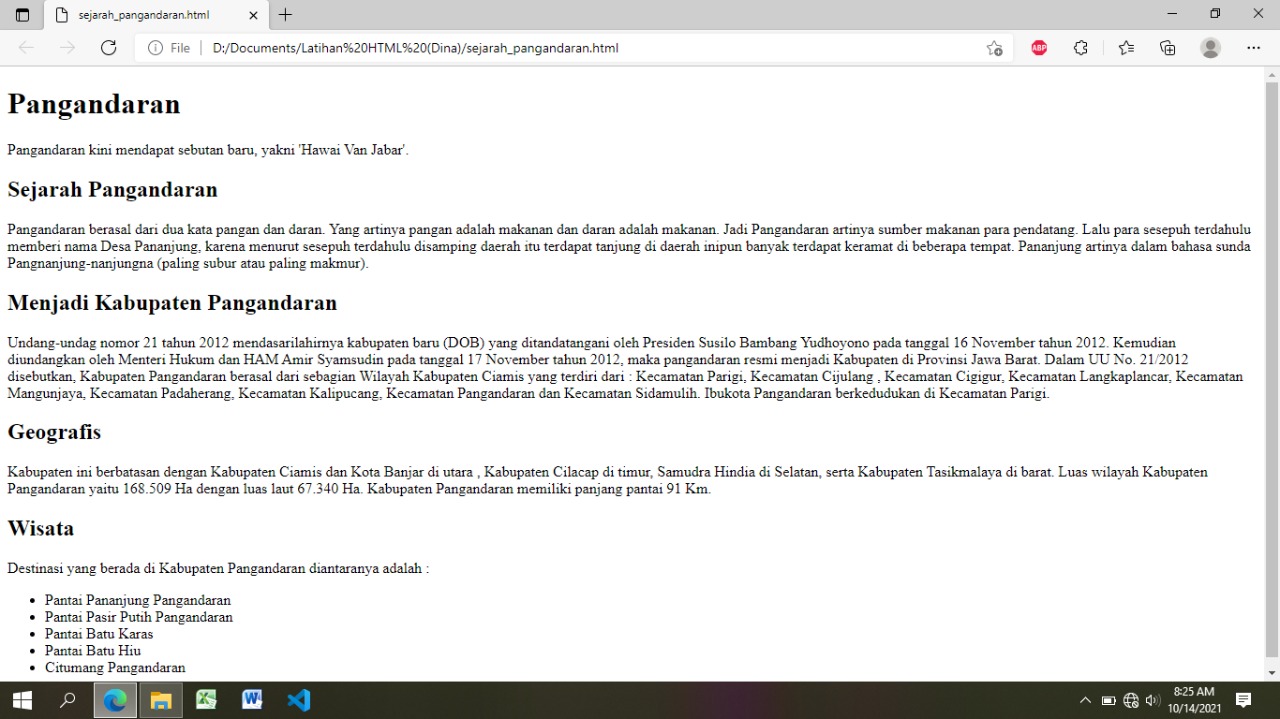 sejarah_pangandaran.html
File
D:/Documents/Latihan%20HTML%20(Dina)/sejarah_pangandaran.html
ABP
Pangandaran
Pangandaran kini mendapat sebutan baru, yakni 'Hawai Van Jabar'.
Sejarah Pangandaran
Pangandaran berasal dari dua kata pangan dan daran. Yang artinya pangan adalah makanan dan daran adalah makanan. Jadi Pangandaran artinya sumber makanan para pendatang. Lalu para sesepuh terdahulu
memberi nama Desa Pananjung, karena menurut sesepuh terdahulu disamping daerah itu terdapat tanjung di daerah inipun banyak terdapat keramat di beberapa tempat. Pananjung artinya dalam bahasa sunda
Pangnanjung-nanjungna (paling subur atau paling makmur).
Menjadi Kabupaten Pangandaran
Undang-undag nomor 21 tahun 2012 mendasarilahirnya kabupaten baru (DOB) yang ditandatangani oleh Presiden Susilo Bambang Yudhoyono pada tanggal 16 November tahun 2012. Kemudian
diundangkan oleh Menteri Hukum dan HAM Amir Syamsudin pada tanggal 17 November tahun 2012, maka pangandaran resmi menjadi Kabupaten di Provinsi Jawa Barat. Dalam UU No. 21/2012
disebutkan, Kabupaten Pangandaran berasal dari sebagian Wilayah Kabupaten Ciamis yang terdiri dari : Kecamatan Parigi, Kecamatan Cijulang , Kecamatan Cigigur, Kecamatan Langkaplancar, Kecamatan
Mangunjaya, Kecamatan Padaherang, Kecamatan Kalipucang, Kecamatan Pangandaran dan Kecamatan Sidamulih. Ibukota Pangandaran berkedudukan di Kecamatan Parigi.
Geografis
Kabupaten ini berbatasan dengan Kabupaten Ciamis dan Kota Banjar di utara , Kabupaten Cilacap di timur, Samudra Hindia di Selatan, serta Kabupaten Tasikmalaya di barat. Luas wilayah Kabupaten
Pangandaran yaitu 168.509 Ha dengan luas laut 67.340 Ha. Kabupaten Pangandaran memiliki panjang pantai 91 Km.
Wisata
Destinasi yang berada di Kabupaten Pangandaran diantaranya adalah :
• Pantai Pananjung Pangandaran
• Pantai Pasir Putih Pangandaran
• Pantai Batu Karas
• Pantai Batu Hiu
• Citumang Pangandaran
8:25 AM
10/14/2021